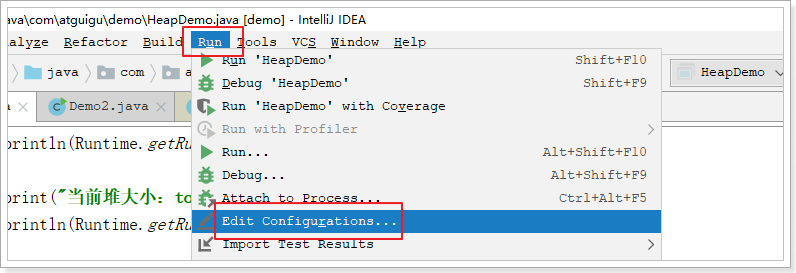 ava\com\atguigu\demo\HeapDemo.java [demo] - IntelliJ IDEA
alyze Refactor Build Run Tools VCS Window Help
java com a
HeapDemo
a Demo2.java
Run 'HeapDemo' Shift+F10
Debug 'HeapDemo' Shift+F9
Run 'HeapDemo' with Coverage
Run with Profiler
Run... Alt+Shift+F10
Debug... Alt+Shift+F9
Attach to Process... Ctrl+Alt+F5
Edit Configurations...
Import Test Results
println(Runtime.getRu
print("当前堆大小：to
println(Runtime.getRu